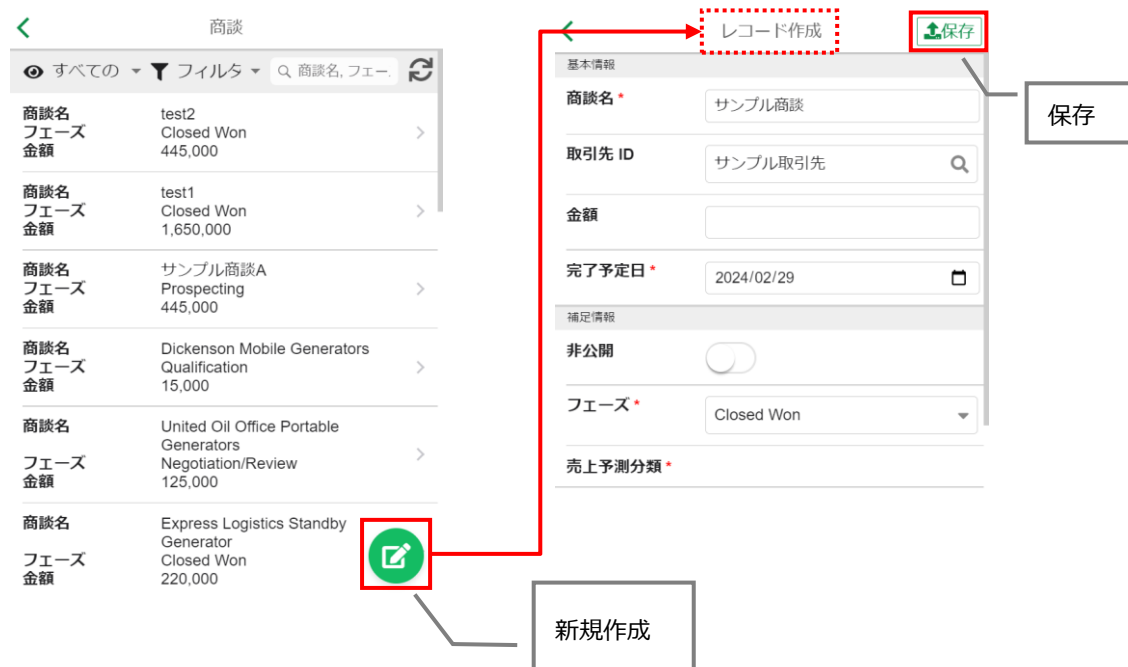 商談
すべての
フィルタ
商談名, フェー
商談名 test2
フェーズ Closed Won
金額 445,000
商談名 test1
フェーズ Closed Won
金額 1,650,000
商談名 サンプル商談A
フェーズ Prospecting
金額 445,000
商談名 Dickenson Mobile Generators
フェーズ Qualification
金額 15,000
商談名 United Oil Office Portable
Generators
フェーズ Negotiation/Review
金額 125,000
商談名 Express Logistics Standby
Generator
フェーズ Closed Won
金額 220,000
新規作成
レコード作成
保存
保存
基本情報
商談名* サンプル商談
取引先 ID サンプル取引先
金額
完了予定日* 2024/02/29
補足情報
非公開
フェーズ* Closed Won
売上予測分類*